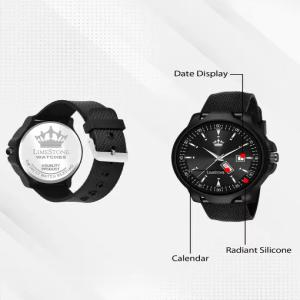 Date Display
LIMESTONE
WATCHES
QUALITY
PRODUCT
LIMESTONE
Calendar
Radiant Silicone